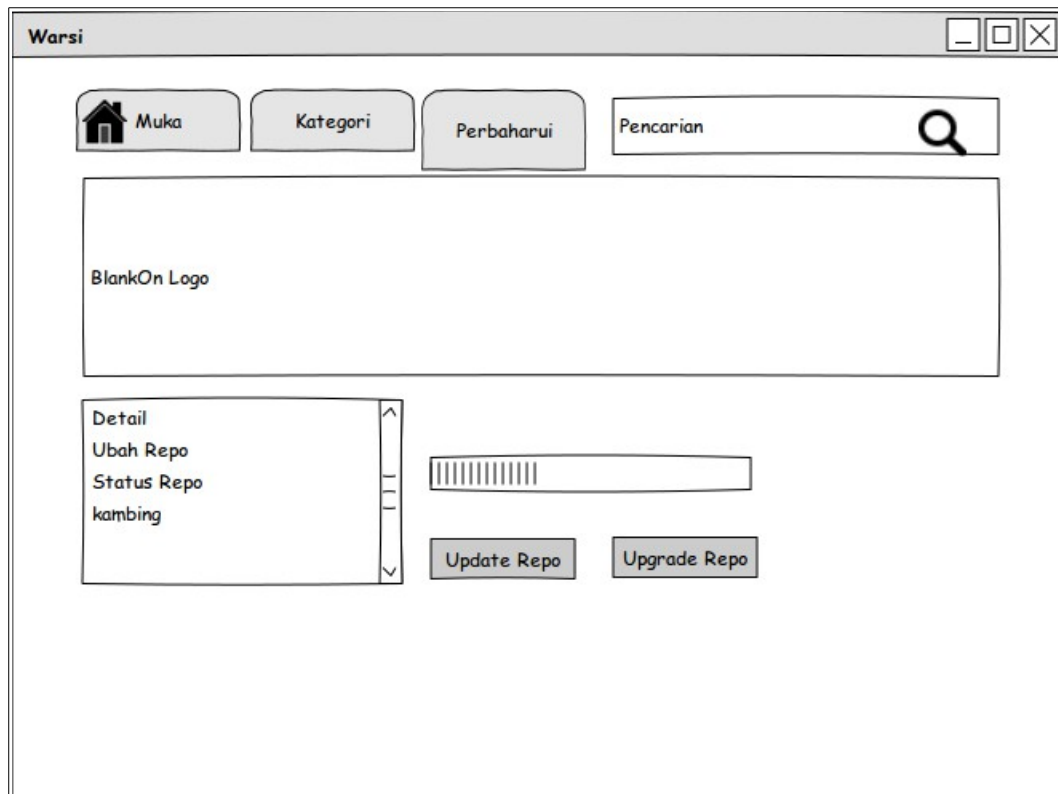 Warsi
Muka
Kategori
Perbaharui
Pencarian
BlankOn Logo
Detail
Ubah Repo
Status Repo
kambing
Update Repo
Upgrade Repo